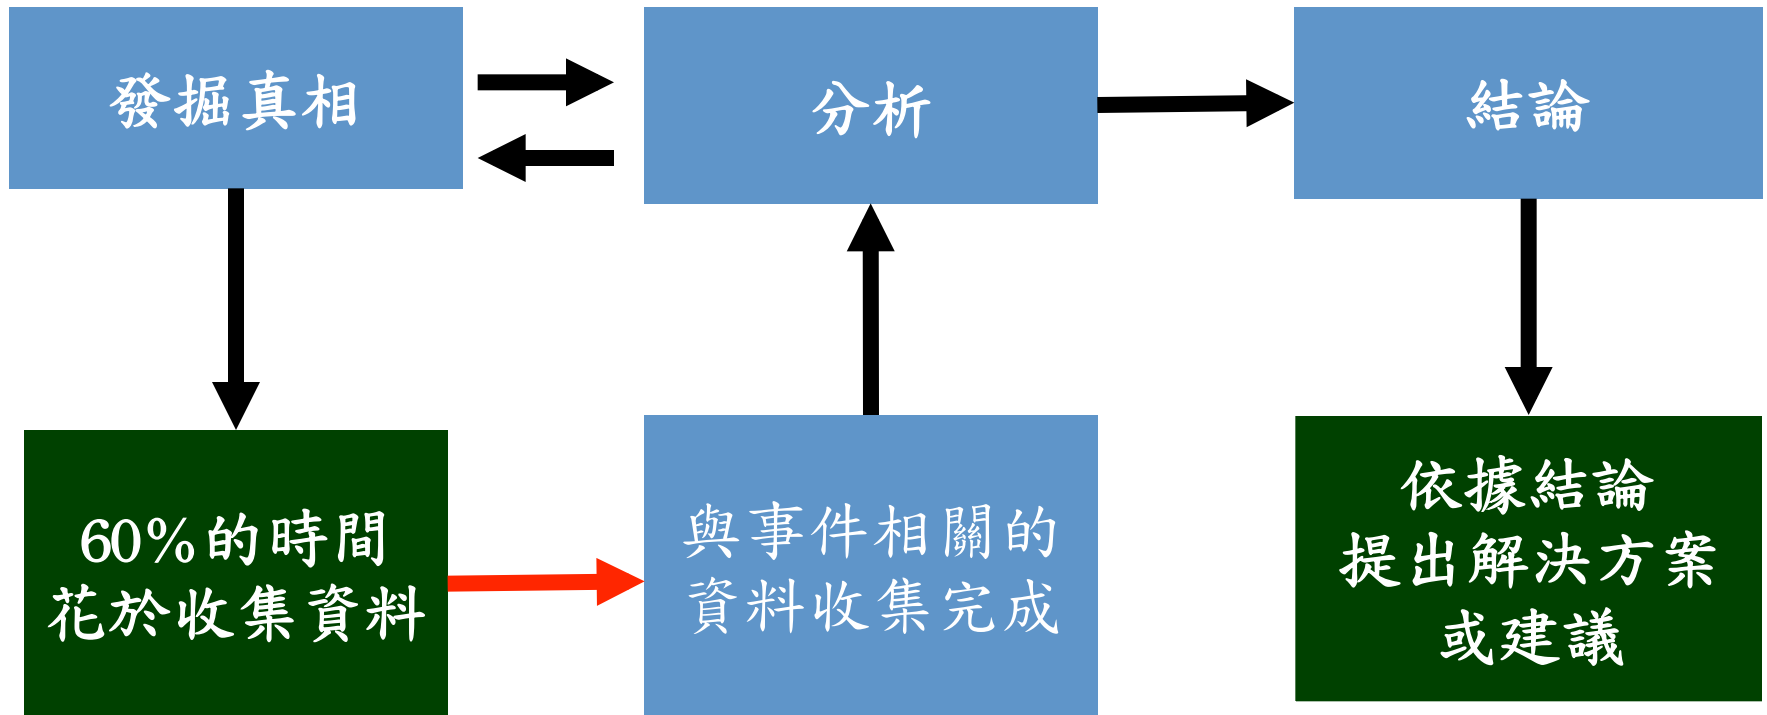 發掘真相
分析
結論
60%的時間
花於收集資料
與事件相關的
資料收集完成
依據結論
提出解決方案
或建議